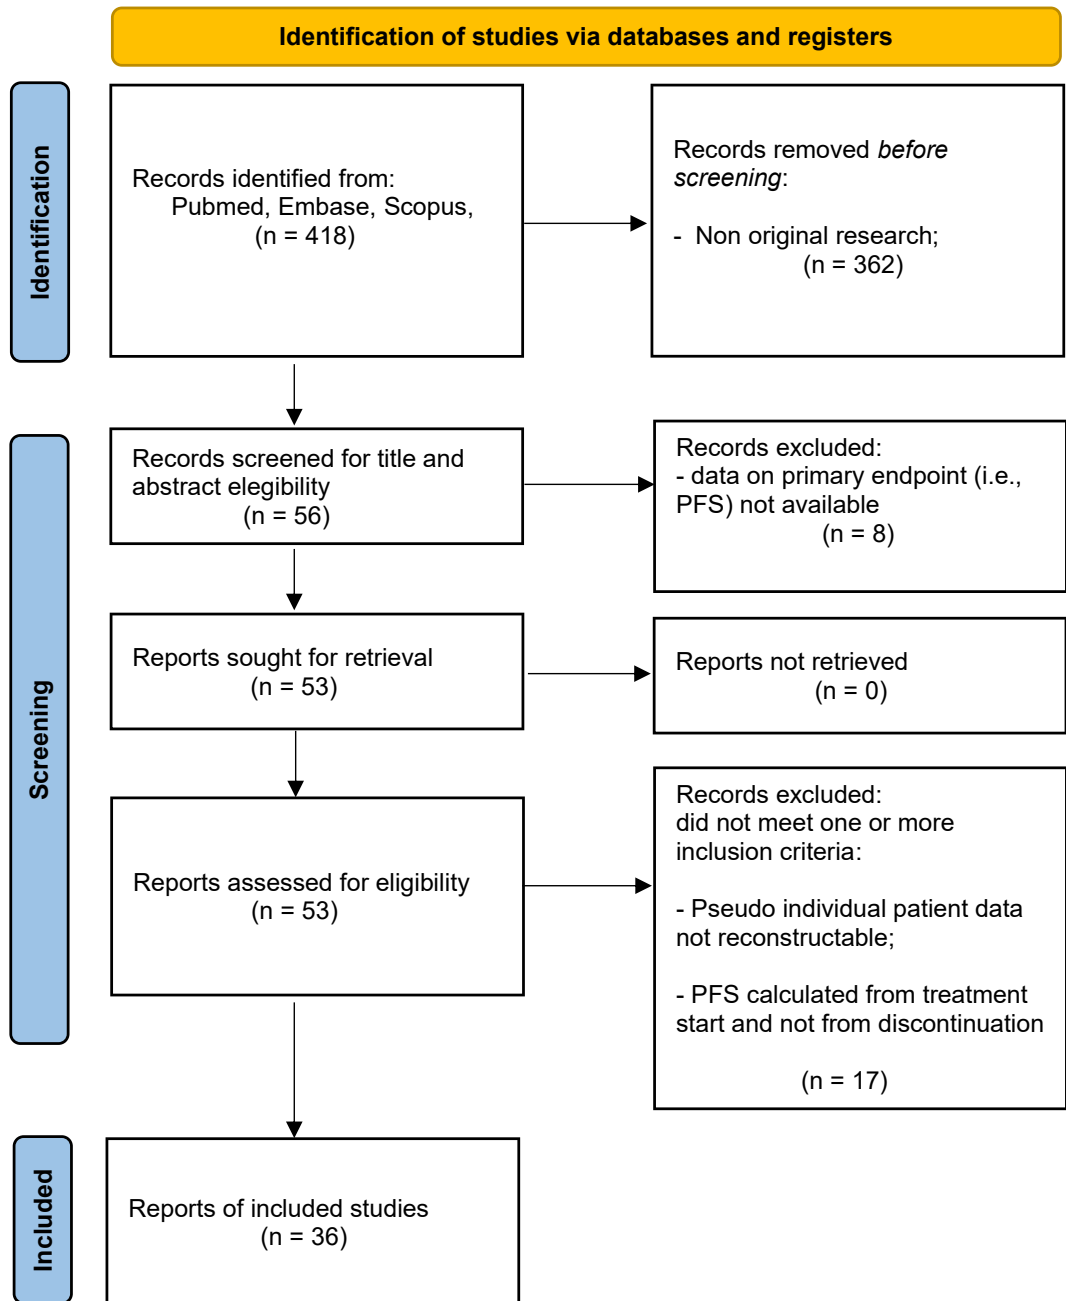 Identification of studies via databases and registers
Identification
Records identified from:
Pubmed, Embase, Scopus,
(n = 418)
Records removed before
screening:
- Non original research;
(n = 362)
Screening
Records screened for title and
abstract elegibility
(n = 56)
Records excluded:
- data on primary endpoint (i.e.,
PFS) not available
(n = 8)
Reports sought for retrieval
(n = 53)
Reports not retrieved
(n = 0)
Reports assessed for eligibility
(n = 53)
Records excluded:
did not meet one or more
inclusion criteria:
- Pseudo individual patient data
not reconstructable;
- PFS calculated from treatment
start and not from discontinuation
(n = 17)
Included
Reports of included studies
(n = 36)